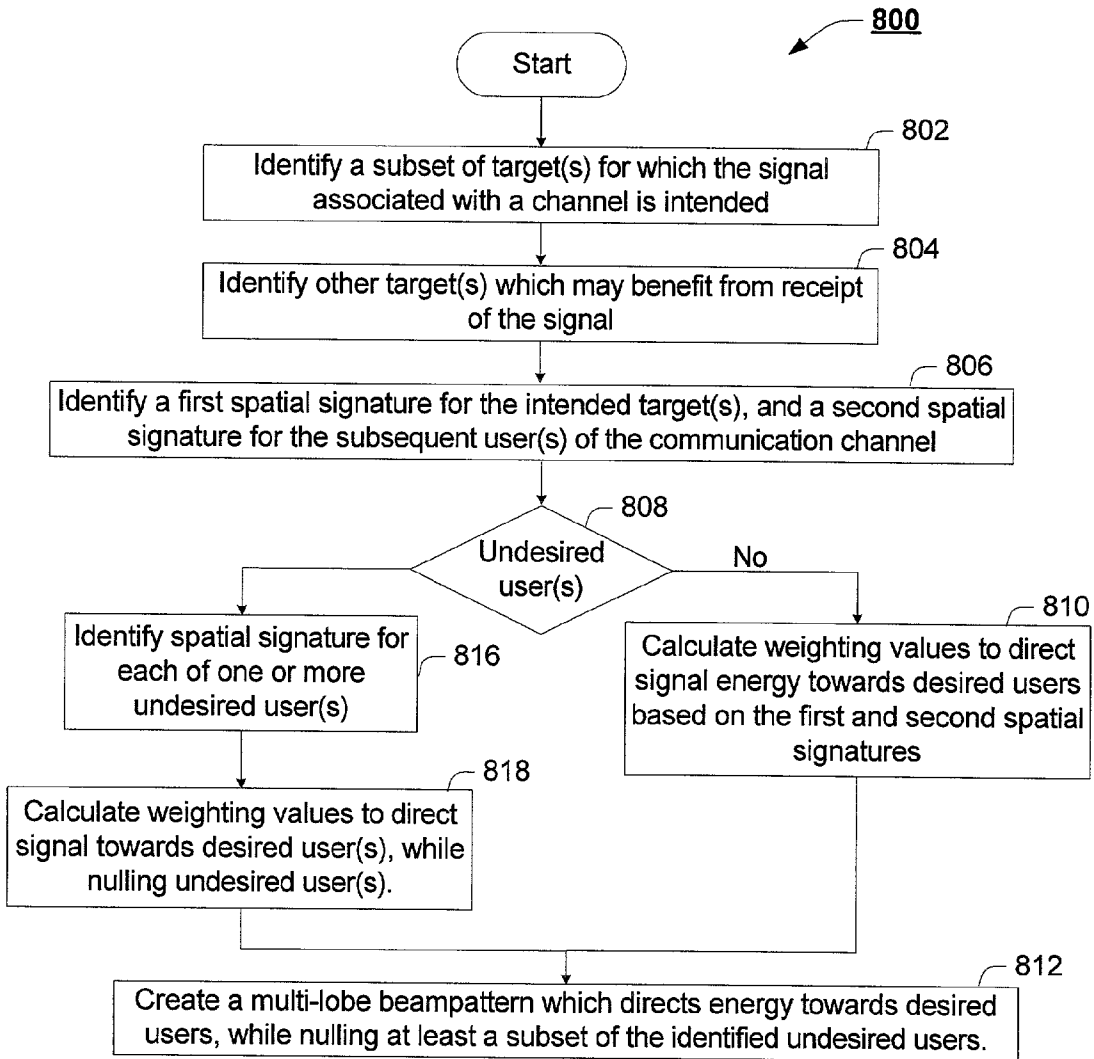 800
Start
802
Identify a subset of target(s) for which the signal
associated with a channel is intended
804
Identify other target(s) which may benefit from receipt
of the signal
806
Identify a first spatial signature for the intended target(s), and a second spatial
signature for the subsequent user(s) of the communication channel
808
Undesired
user(s)
No
Identify spatial signature for
each of one or more
undesired user(s)
816
810
Calculate weighting values to direct
signal energy towards desired users
based on the first and second spatial
signatures
818
Calculate weighting values to direct
signal towards desired user(s), while
nulling undesired user(s).
812
Create a multi-lobe beampattern which directs energy towards desired
users, while nulling at least a subset of the identified undesired users.